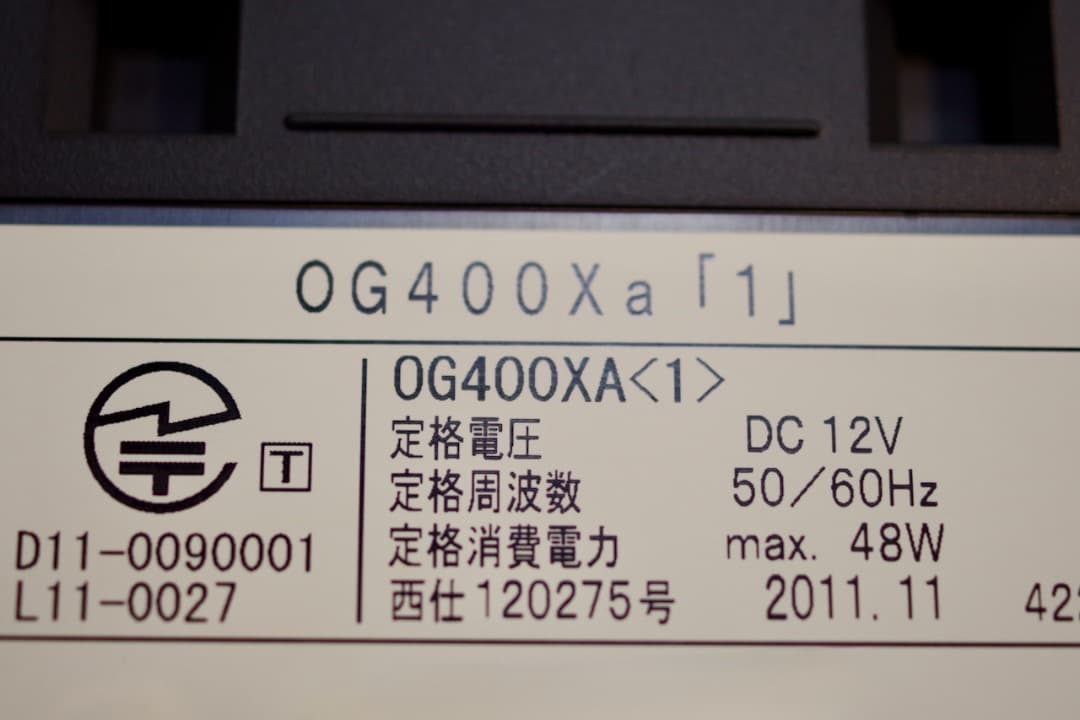 OG400Xa「1」
OG400XA<1>
定格電圧 DC 12V
定格周波数 50/60Hz
定格消費電力 max. 48W
西仕120275号 2011.11
T
D11-0090001
L11-0027